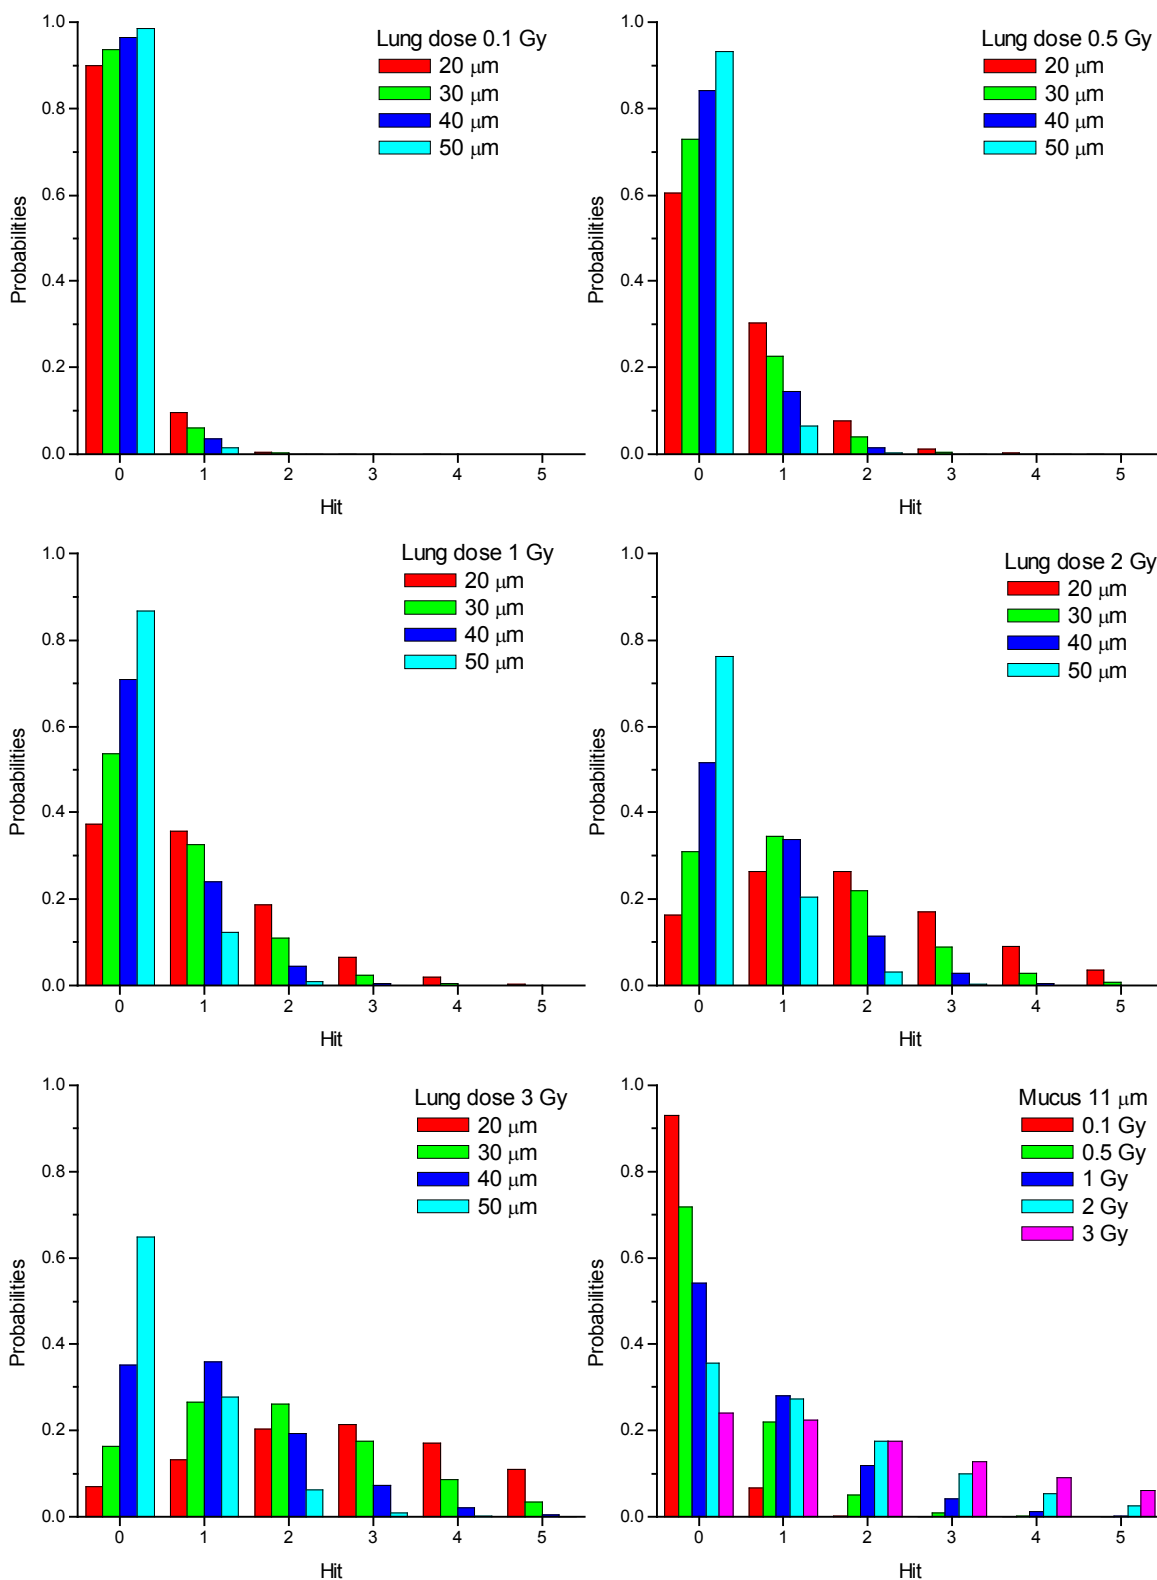 Lung dose 0.1 Gy
20 μm
30 μm
40 μm
50 μm
1.0
0.8
0.6
0.4
0.2
0.0
Probabilities
0 1 2 3 4 5
Hit
Lung dose 0.5 Gy
20 μm
30 μm
40 μm
50 μm
1.0
0.8
0.6
0.4
0.2
0.0
Probabilities
0 1 2 3 4 5
Hit
Lung dose 1 Gy
20 μm
30 μm
40 μm
50 μm
1.0
0.8
0.6
0.4
0.2
0.0
Probabilities
0 1 2 3 4 5
Hit
Lung dose 2 Gy
20 μm
30 μm
40 μm
50 μm
1.0
0.8
0.6
0.4
0.2
0.0
Probabilities
0 1 2 3 4 5
Hit
Lung dose 3 Gy
20 μm
30 μm
40 μm
50 μm
1.0
0.8
0.6
0.4
0.2
0.0
Probabilities
0 1 2 3 4 5
Hit
Mucus 11 μm
0.1 Gy
0.5 Gy
1 Gy
2 Gy
3 Gy
1.0
0.8
0.6
0.4
0.2
0.0
Probabilities
0 1 2 3 4 5
Hit